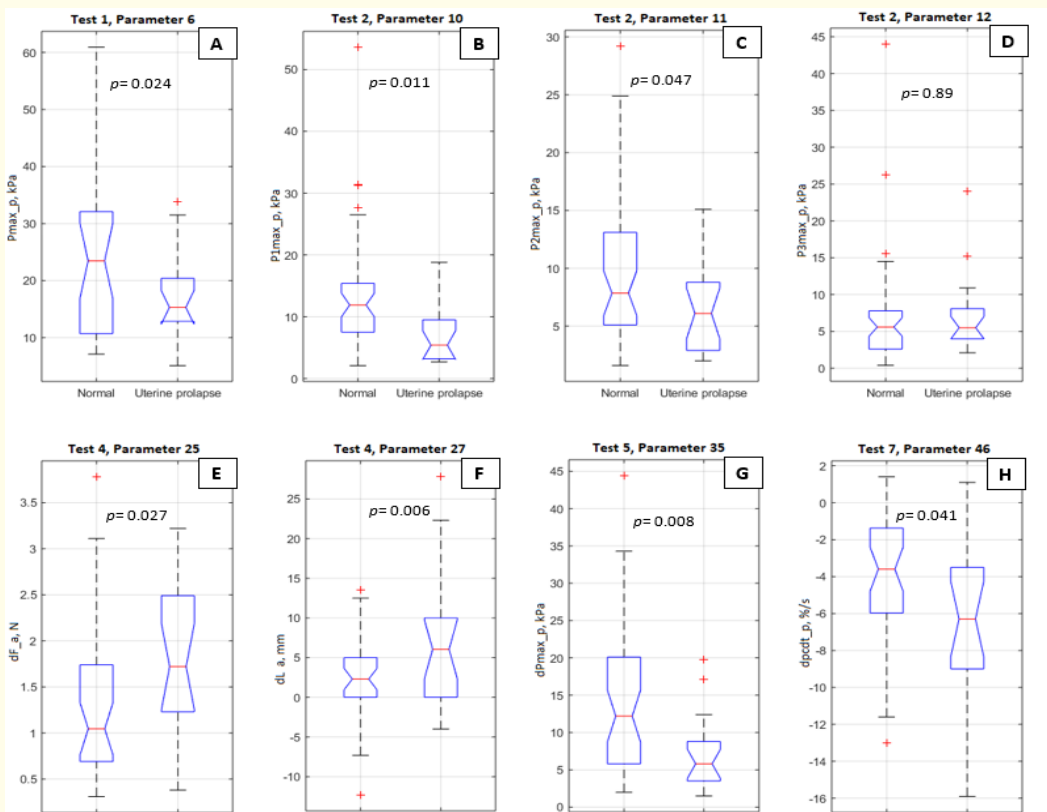 Test 1, Parameter 6
A
p= 0.024
Pmax_p, kPa
60
50
40
30
20
10
Normal Uterine prolapse
Test 2, Parameter 10
B
p= 0.011
P1max_p, kPa
50
40
30
20
10
0
Normal Uterine prolapse
Test 2, Parameter 11
C
p= 0.047
P2max_p, kPa
30
25
20
15
10
5
Normal Uterine prolapse
Test 2, Parameter 12
D
p= 0.89
P3max_p, kPa
45
40
35
30
25
20
15
10
5
0
Normal Uterine prolapse
Test 4, Parameter 25
E
p= 0.027
dF_a, N
3.5
3
2.5
2
1.5
1
0.5
Test 4, Parameter 27
F
p= 0.006
dL_a, mm
25
20
15
10
5
0
-5
-10
Test 5, Parameter 35
G
p= 0.008
dPmax_p, kPa
45
40
35
30
25
20
15
10
5
0
Test 7, Parameter 46
H
p= 0.041
dpcdt_p, %/s
2
0
-2
-4
-6
-8
-10
-12
-14
-16